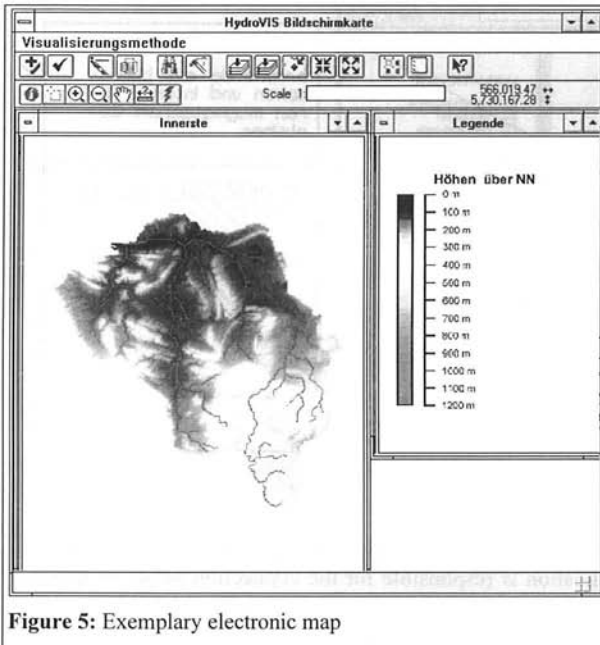 HydroVIS Bildschirmkarte
Visualisierungsmethode
Scale 1:
566,019.47
5,730,167.28
Innerste
Legende
Höhen über NN
0 m
100 m
200 m
300 m
400 m
500 m
600 m
700 m
800 m
900 m
1000 m
1100 m
1200 m
Figure 5: Exemplary electronic map